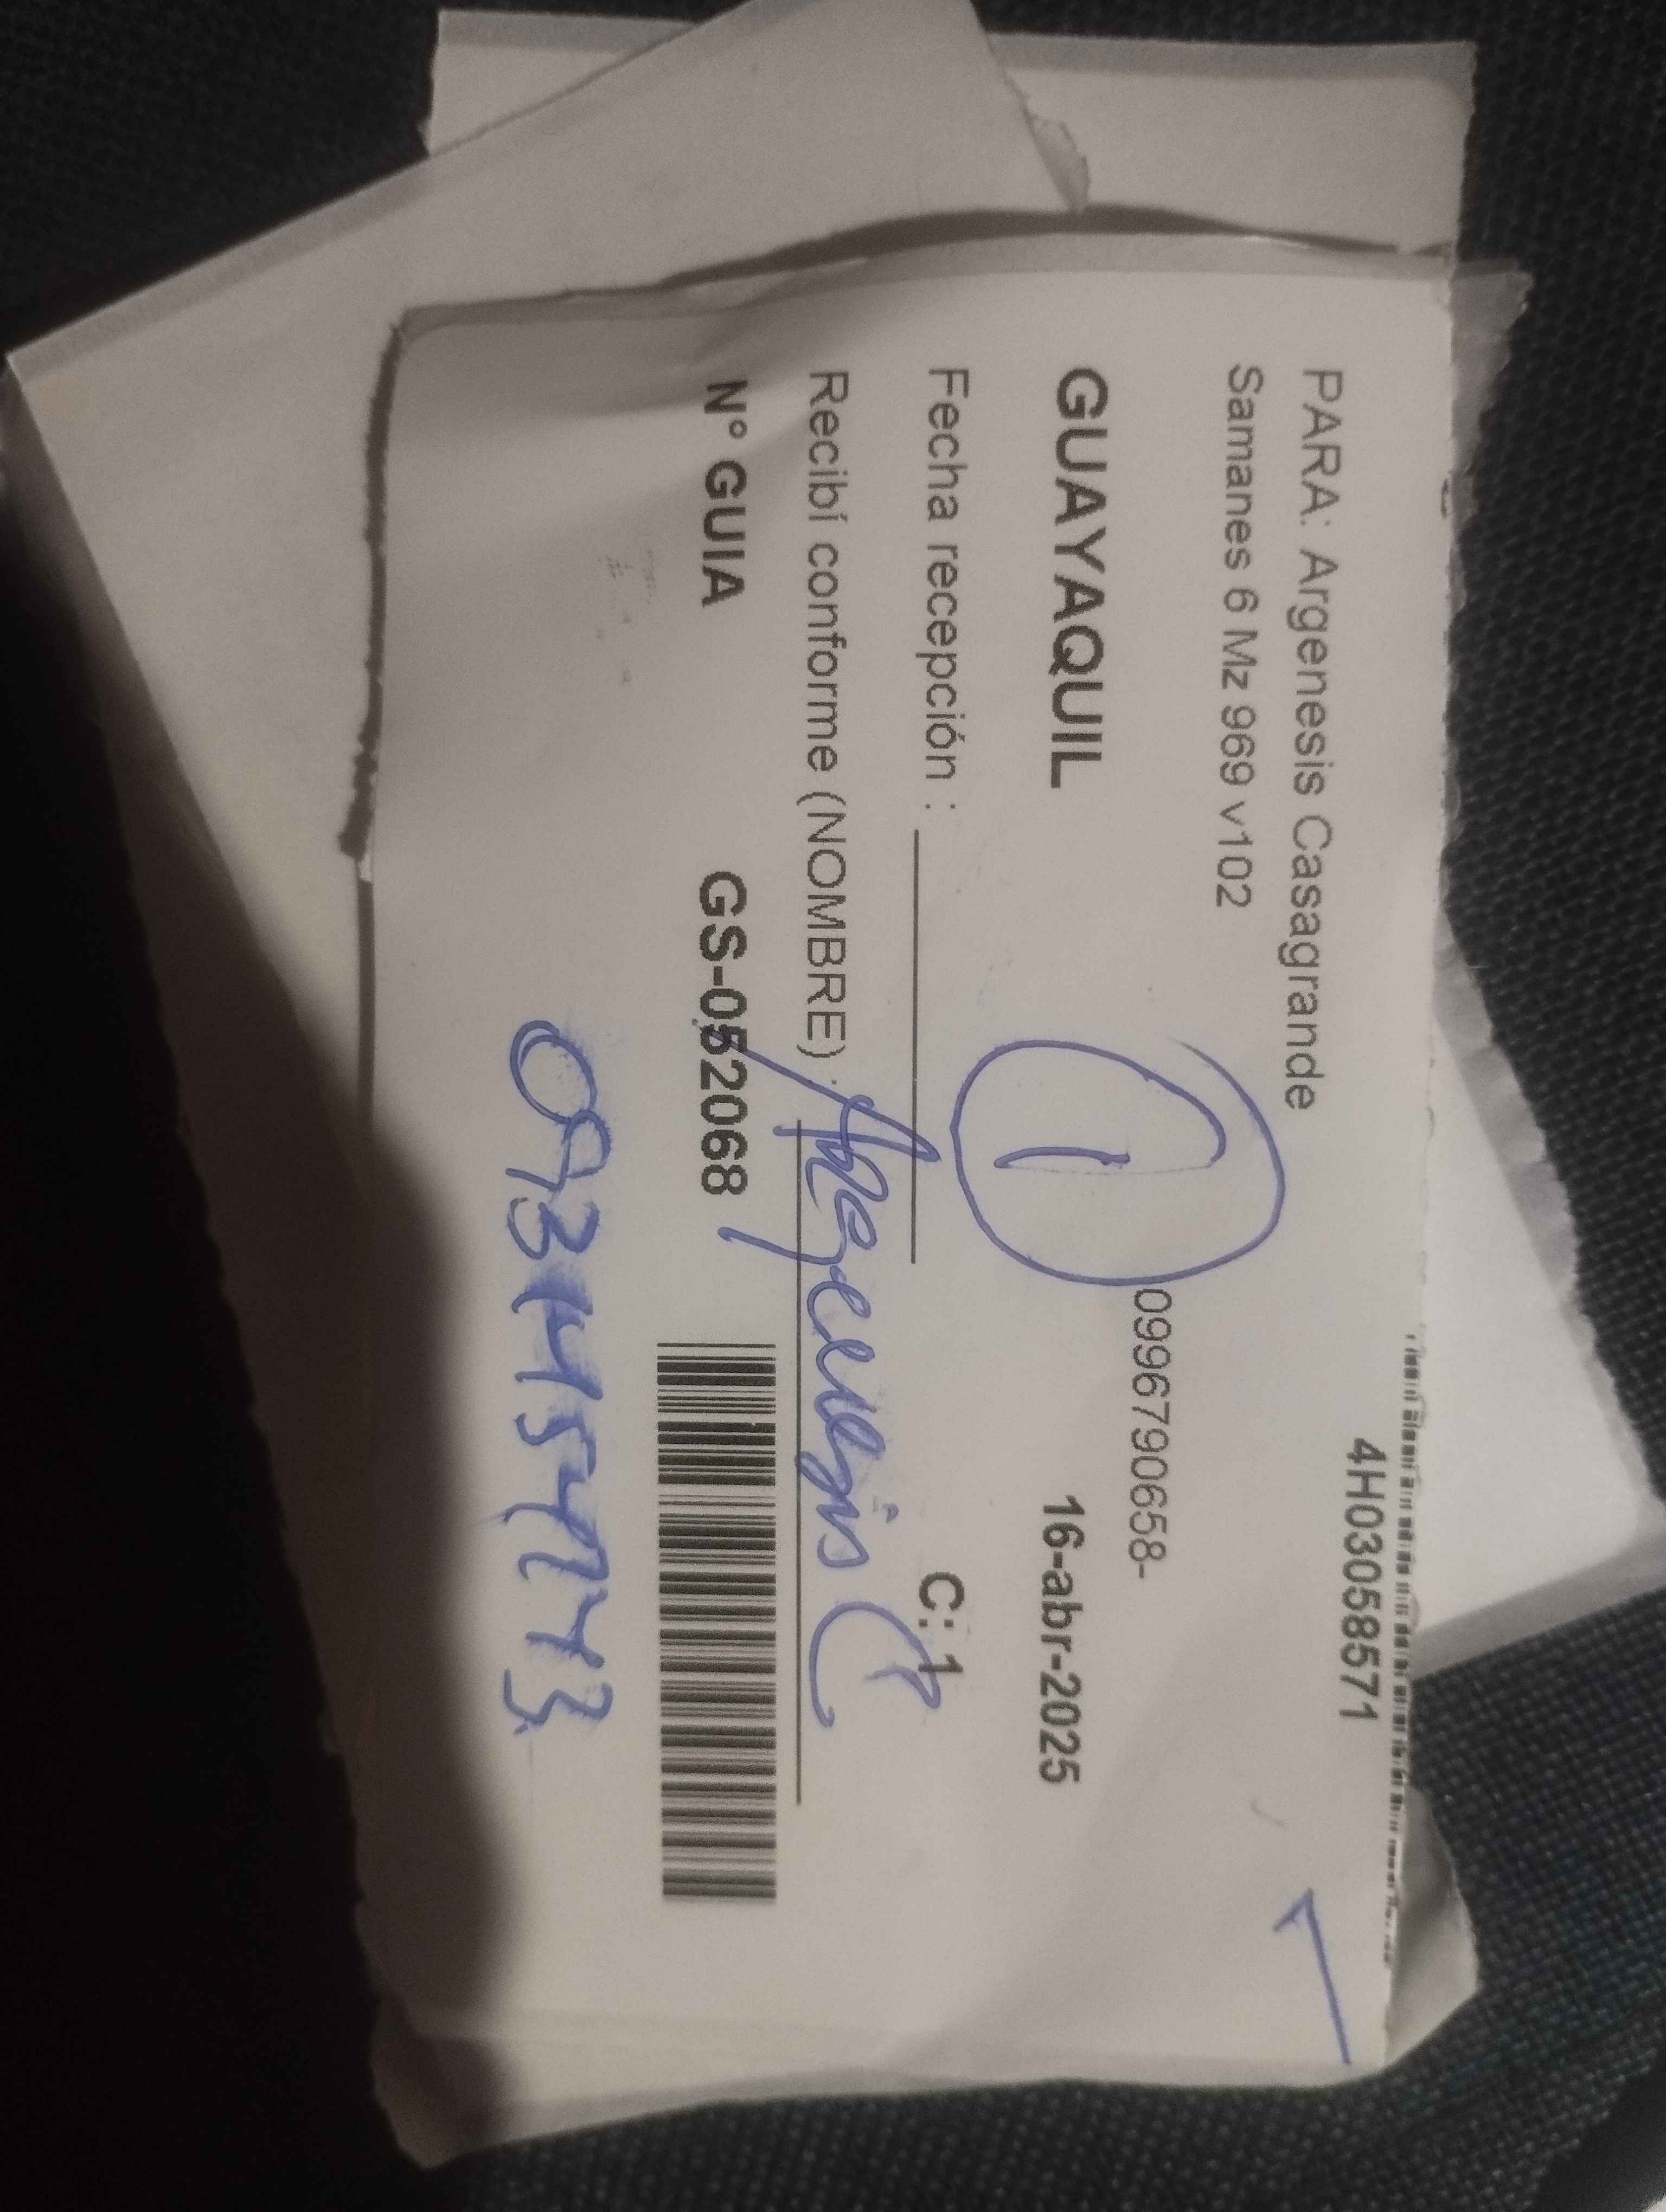 4H03058571
PARA: Argenesis Casagrande
Samanes 6 Mz 969 v102
0996790658-
GUAYAQUIL
16-abr-2025
1
Fecha recepción :
C: 1
Recibí conforme (NOMBRE) : Argenesis C
N° GUIA
GS-052068